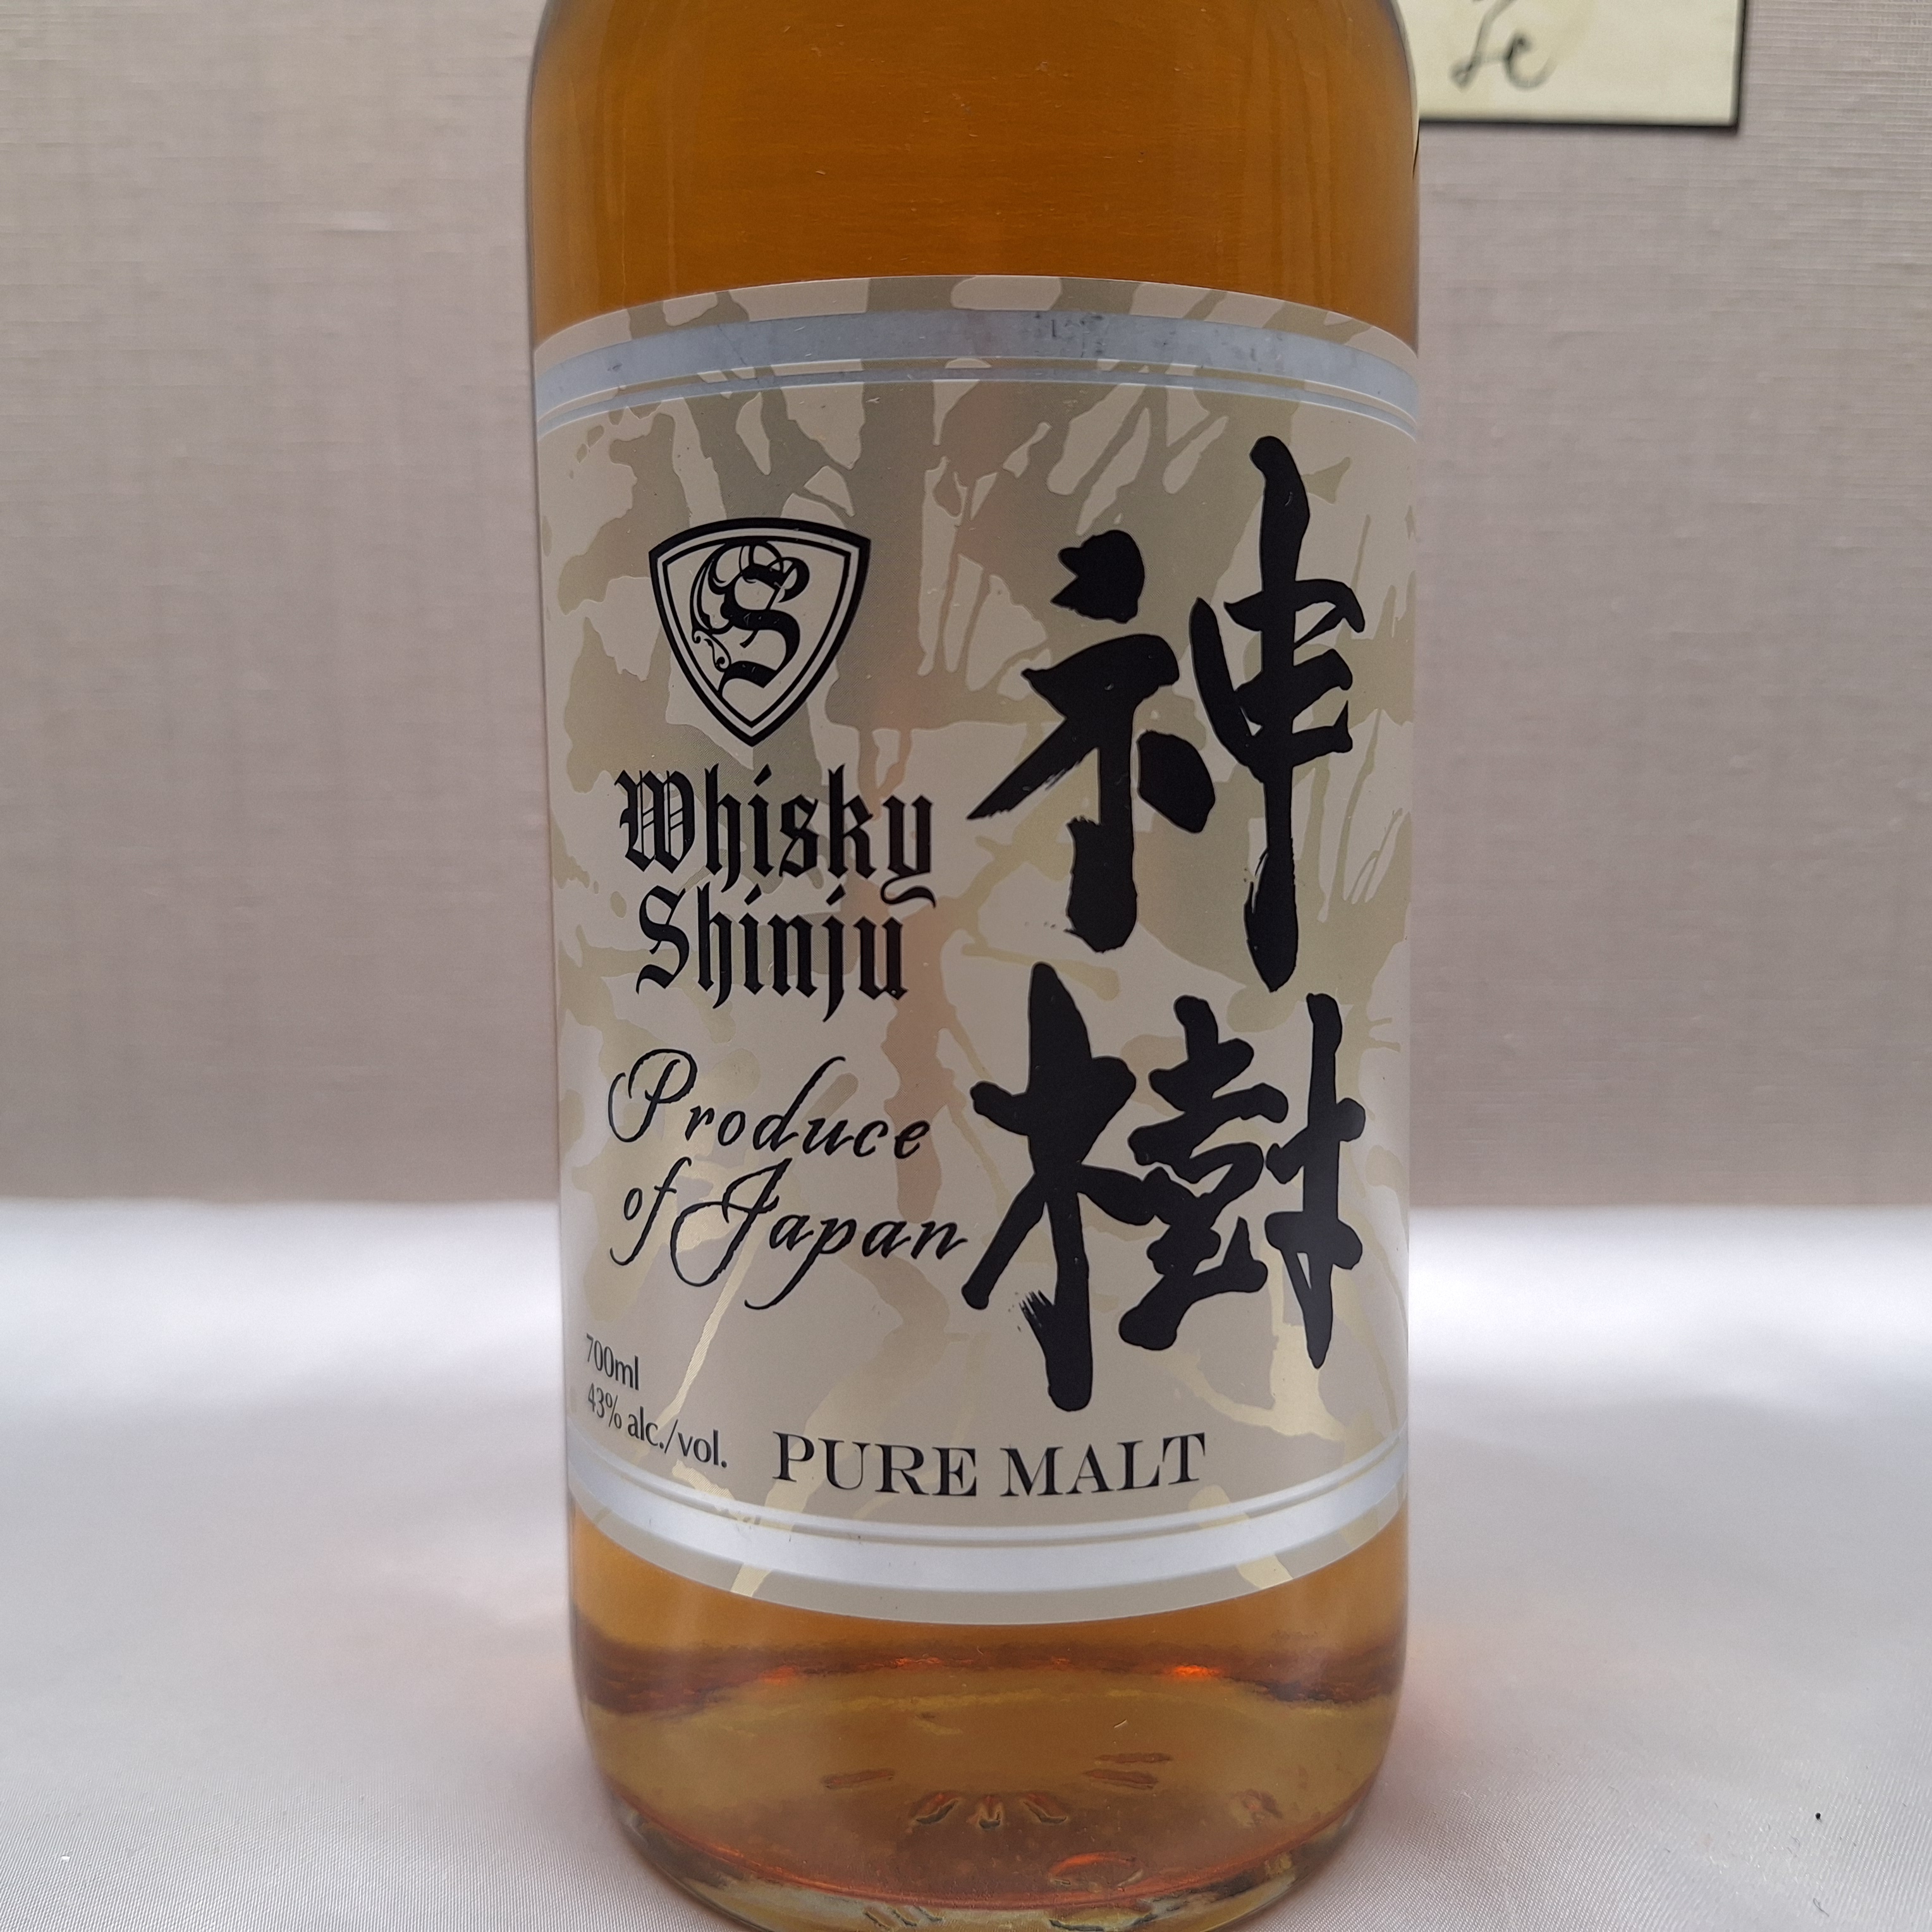 S
Whisky
Shinju
Produce
of Japan
神樹
700ml
43% alc./vol.
PURE MALT